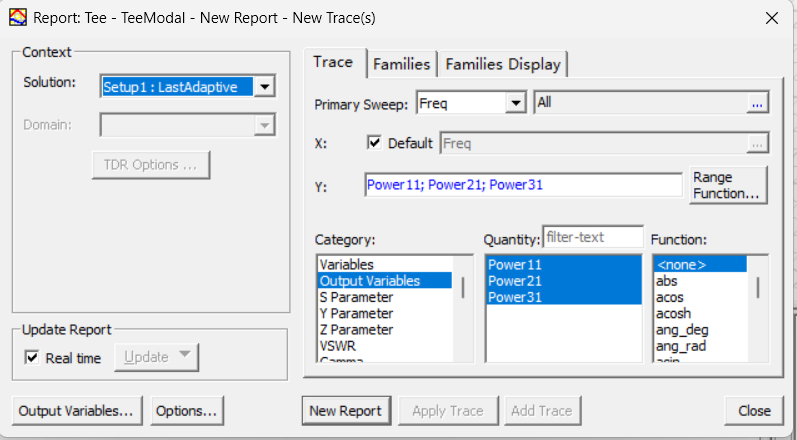 Report: Tee - TeeModal - New Report - New Trace(s)
Context
Solution: Setup1 : LastAdaptive
Domain:
TDR Options ...
Update Report
Real time Update
Output Variables... Options...
Trace Families Families Display
Primary Sweep: Freq All ...
X: Default Freq ...
Y: Power11; Power21; Power31 Range Function...
Category: Quantity: filter-text Function:
Variables Power11 <none>
Output Variables Power21 abs
S Parameter Power31 acos
Y Parameter acosh
Z Parameter ang_deg
VSWR ang_rad
Gamma asin
New Report Apply Trace Add Trace Close